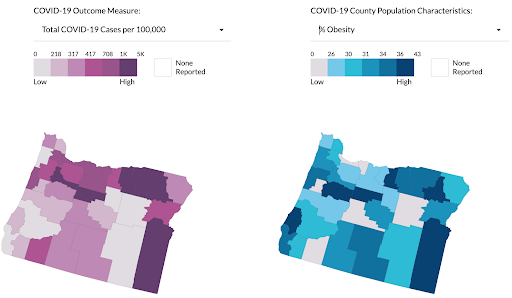 COVID-19 Outcome Measure:
Total COVID-19 Cases per 100,000
0 218 317 417 708 1K 5K
Low High
None
Reported
COVID-19 County Population Characteristics:
% Obesity
0 26 30 31 34 36 43
Low High
None
Reported